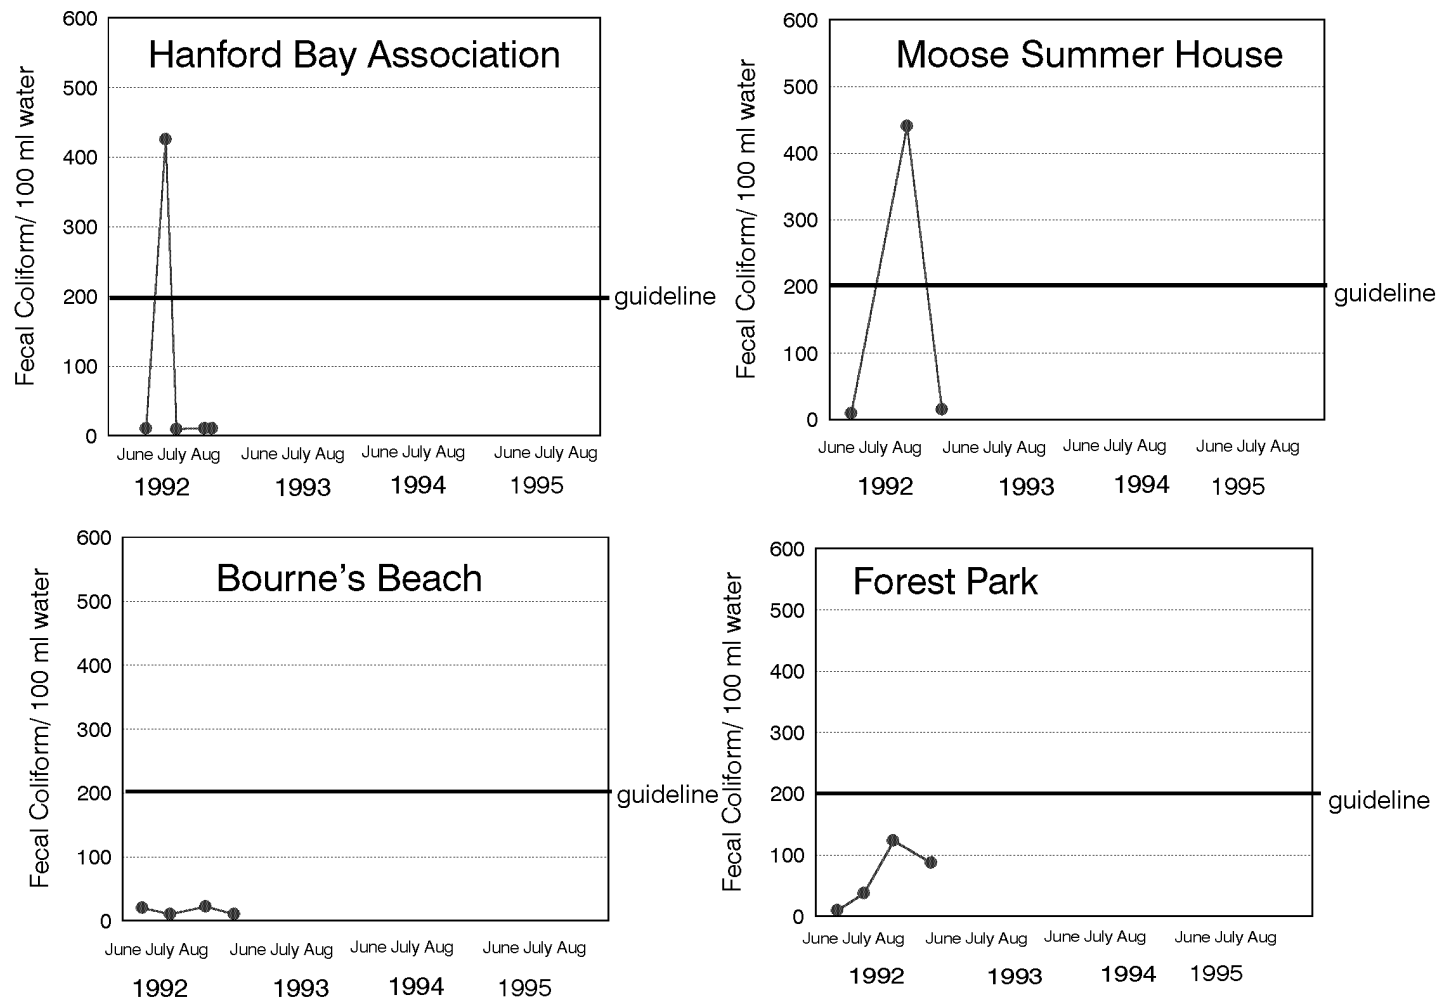 Hanford Bay Association
Fecal Coliform/ 100 ml water
600
500
400
300
200
100
0
guideline
June July Aug June July Aug June July Aug June July Aug
1992 1993 1994 1995
Moose Summer House
Fecal Coliform/ 100 ml water
600
500
400
300
200
100
0
guideline
June July Aug June July Aug June July Aug June July Aug
1992 1993 1994 1995
Bourne's Beach
Fecal Coliform/ 100 ml water
600
500
400
300
200
100
0
guideline
June July Aug June July Aug June July Aug June July Aug
1992 1993 1994 1995
Forest Park
Fecal Coliform/ 100 ml water
600
500
400
300
200
100
0
guideline
June July Aug June July Aug June July Aug June July Aug
1992 1993 1994 1995